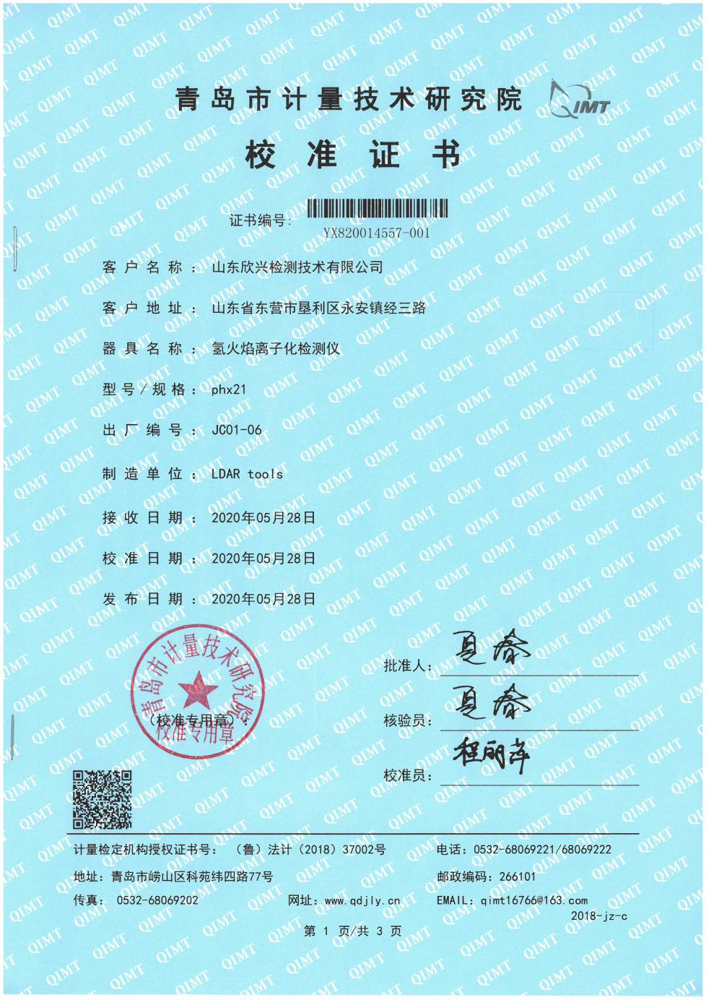 青岛市计量技术研究院
QIMT
校准证书
证书编号：
YX820014557-001
客户名称：山东欣兴检测技术有限公司
客户地址：山东省东营市垦利区永安镇经三路
器具名称：氢火焰离子化检测仪
型号/规格：phx21
出厂编号：JC01-06
制造单位：LDAR tools
接收日期：2020年05月28日
校准日期：2020年05月28日
发布日期：2020年05月28日
青岛市计量技术研究院
（校准专用章）：
校准专用章
批准人：
核验员：
校准员：程丽萍
计量检定机构授权证书号：（鲁）法计（2018）37002号 电话：0532-68069221/68069222
地址：青岛市崂山区科苑纬四路77号 邮政编码：266101
传真：0532-68069202 网址：www.qdjly.cn EMAIL：qimt16766@163.com
2018-jz-c
第 1 页/共 3 页